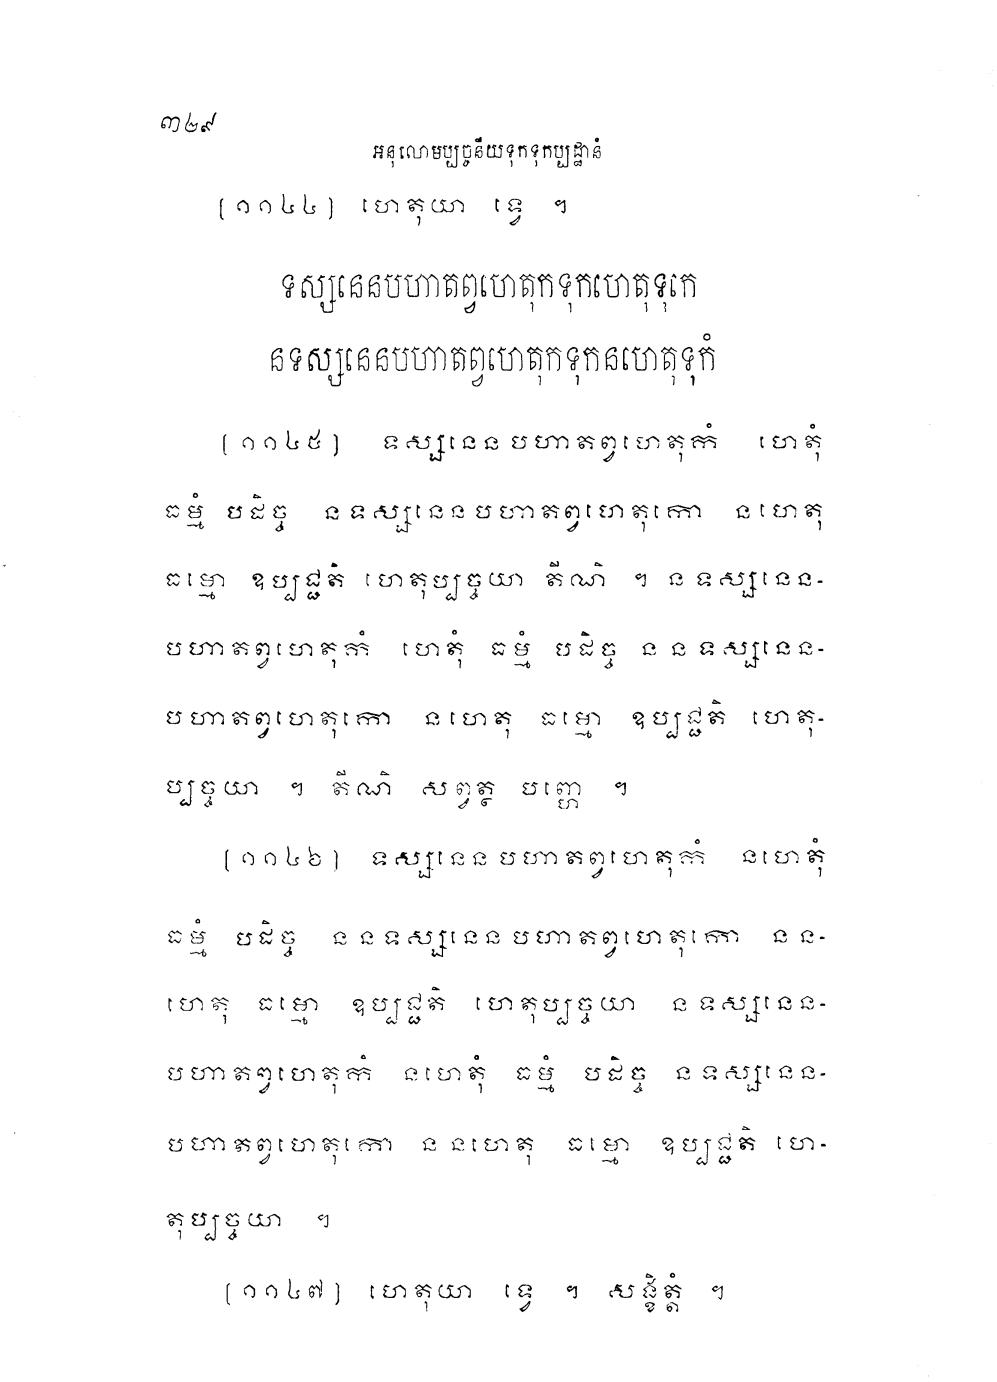 ៣២៩
អនុលោមប្បច្ចនីយទុកទុកប្បដ្ឋានំ
(១១៤៤) ហេតុយា ទ្វេ ។
ទស្សនេនបហាតព្វហេតុកទុកហេតុទុកេ
នទស្សនេនបហាតព្វហេតុកទុកនហេតុទុកំ
(១១៤៥) ទស្សនេនបហាតព្វហេតុកំ ហេតុំ
ធម្មំ បដិច្ច នទស្សនេនបហាតព្វហេតុកោ នហេតុ
ធម្មោ ឧប្បជ្ជតិ ហេតុប្បច្ចយា តីណិ ។ នទស្សនេន-
បហាតព្វហេតុកំ ហេតុំ ធម្មំ បដិច្ច ននទស្សនេន-
បហាតព្វហេតុកោ នហេតុ ធម្មោ ឧប្បជ្ជតិ ហេតុ-
ប្បច្ចយា ។ តីណិ សព្វត្ថ បញ្ហេ ។
(១១៤៦) ទស្សនេនបហាតព្វហេតុកំ នហេតុំ
ធម្មំ បដិច្ច ននទស្សនេនបហាតព្វហេតុកោ នន-
ហេតុ ធម្មោ ឧប្បជ្ជតិ ហេតុប្បច្ចយា នទស្សនេន-
បហាតព្វហេតុកំ នហេតុំ ធម្មំ បដិច្ច នទស្សនេន-
បហាតព្វហេតុកោ ននហេតុ ធម្មោ ឧប្បជ្ជតិ ហេ-
តុប្បច្ចយា ។
(១១៤៧) ហេតុយា ទ្វេ ។ សង្ខិត្តំ ។